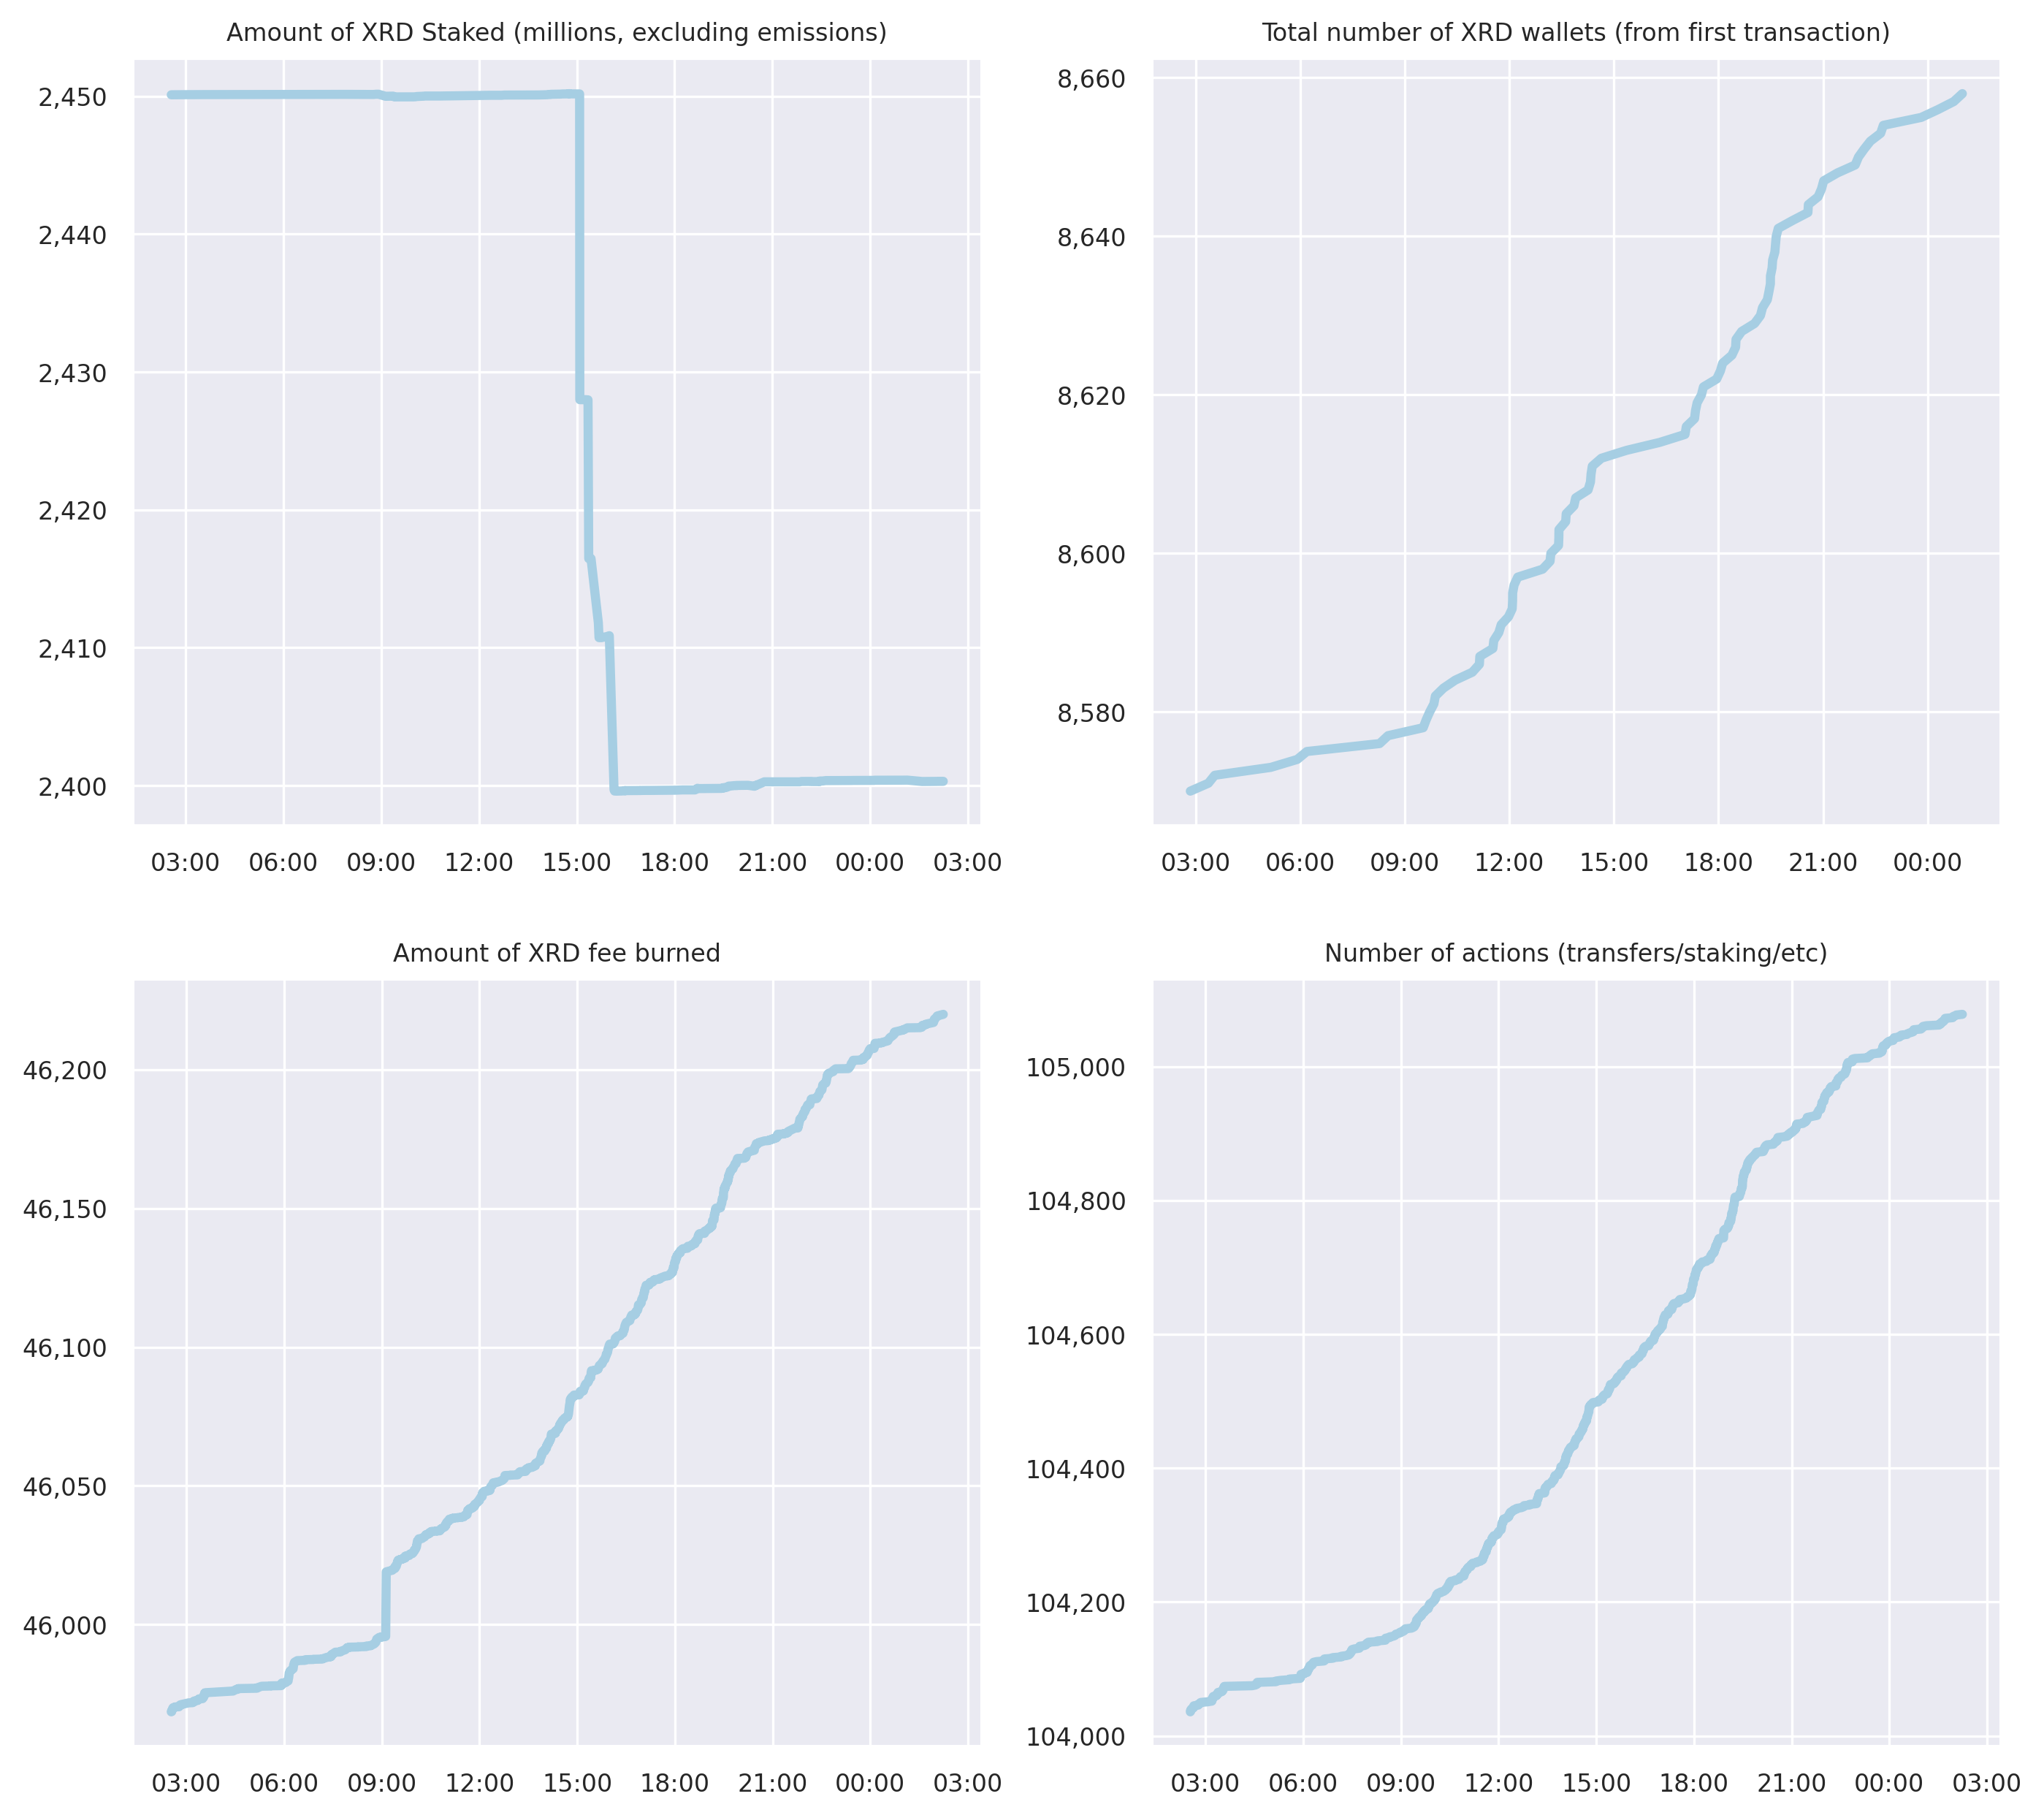 Amount of XRD Staked (millions, excluding emissions)
2,450
2,440
2,430
2,420
2,410
2,400
03:00 06:00 09:00 12:00 15:00 18:00 21:00 00:00 03:00
Total number of XRD wallets (from first transaction)
8,660
8,640
8,620
8,600
8,580
03:00 06:00 09:00 12:00 15:00 18:00 21:00 00:00
Amount of XRD fee burned
46,200
46,150
46,100
46,050
46,000
03:00 06:00 09:00 12:00 15:00 18:00 21:00 00:00 03:00
Number of actions (transfers/staking/etc)
105,000
104,800
104,600
104,400
104,200
104,000
03:00 06:00 09:00 12:00 15:00 18:00 21:00 00:00 03:00